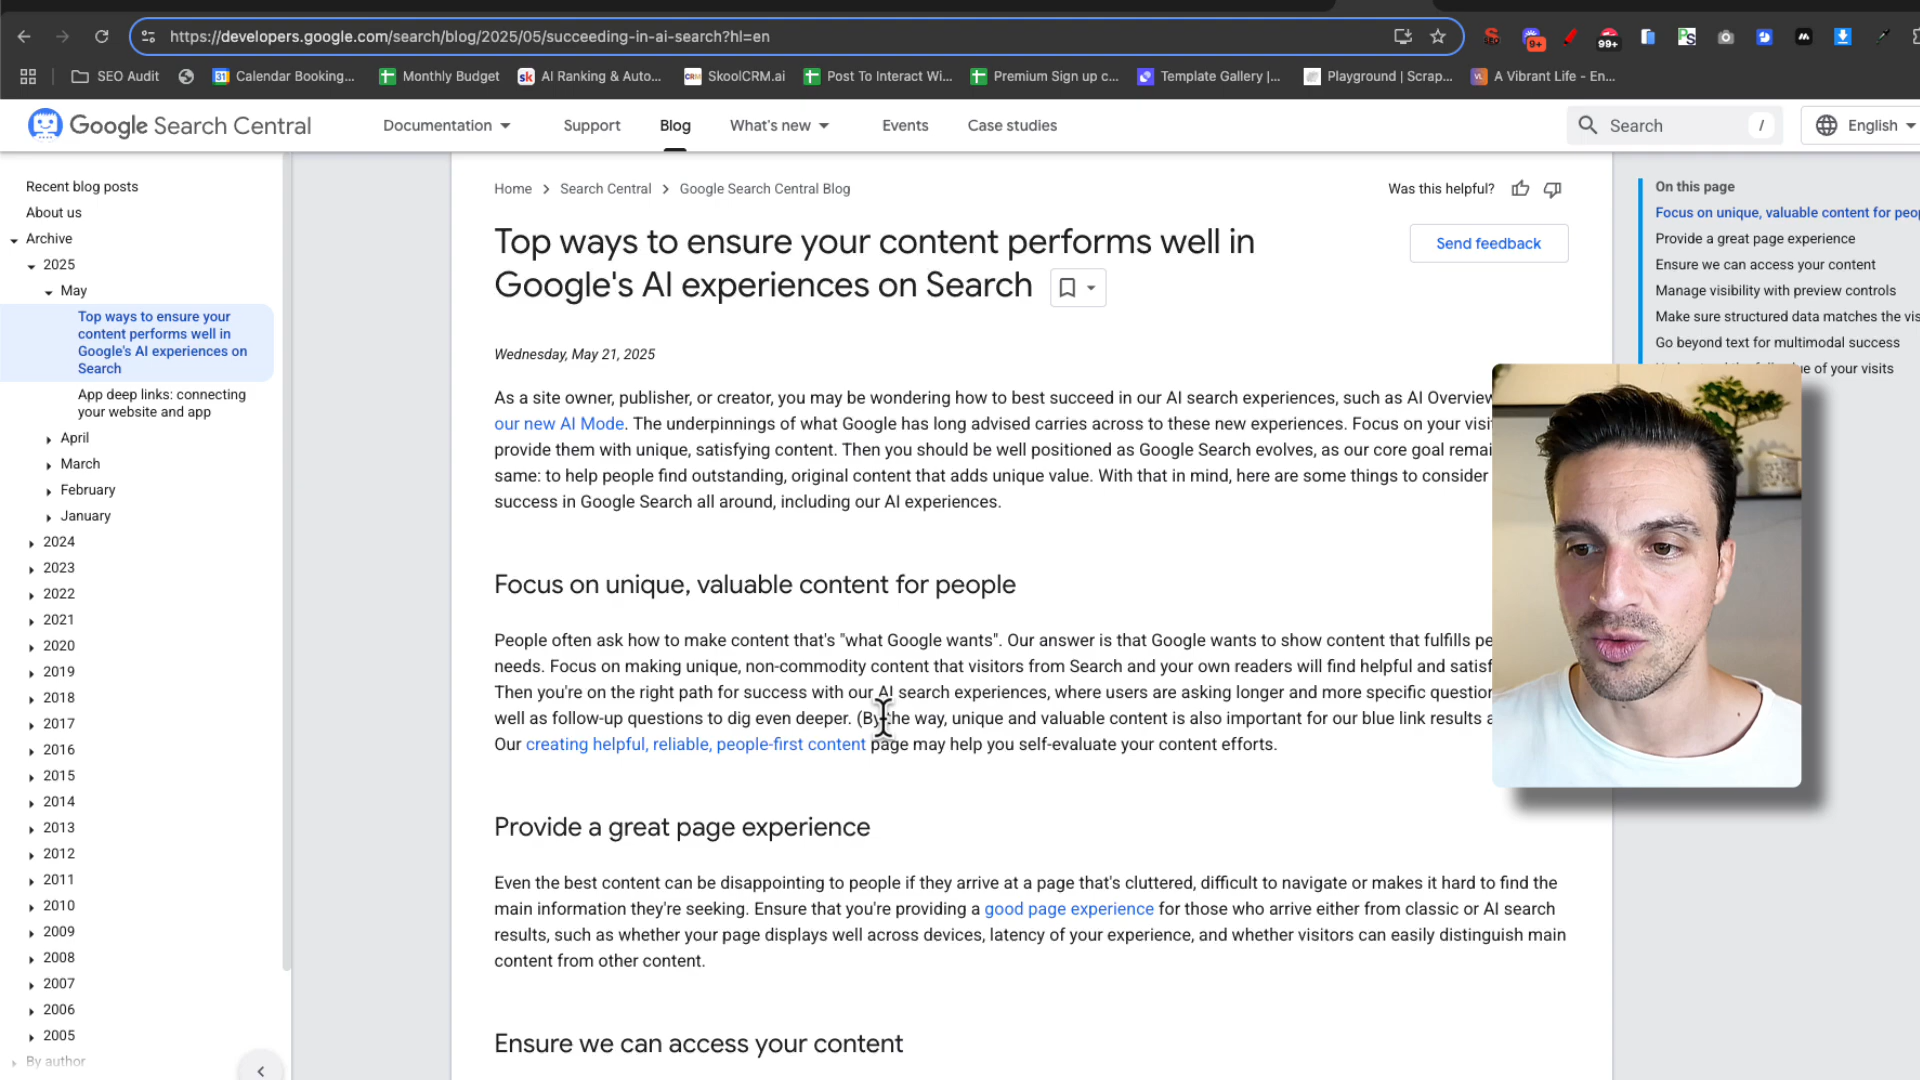 https://developers.google.com/search/blog/2025/05/succeeding-in-ai-search?hl=en
9+
99+
Ps
SEO Audit
31
Calendar Booking...
Monthly Budget
sk
AI Ranking & Auto...
CRM
SkoolCRM.ai
Post To Interact Wi...
Premium Sign up c...
Template Gallery |...
Playground | Scrap...
VL
A Vibrant Life - En...
Google Search Central
Documentation
Support
Blog
What's new
Events
Case studies
Search
/
English
Recent blog posts
About us
Archive
2025
May
Top ways to ensure your
content performs well in
Google's AI experiences on
Search
App deep links: connecting
your website and app
April
March
February
January
2024
2023
2022
2021
2020
2019
2018
2017
2016
2015
2014
2013
2012
2011
2010
2009
2008
2007
2006
2005
By author
Home > Search Central > Google Search Central Blog
Was this helpful?
Top ways to ensure your content performs well in
Google's AI experiences on Search
Send feedback
Wednesday, May 21, 2025
As a site owner, publisher, or creator, you may be wondering how to best succeed in our AI search experiences, such as AI Overview
our new AI Mode. The underpinnings of what Google has long advised carries across to these new experiences. Focus on your visi
provide them with unique, satisfying content. Then you should be well positioned as Google Search evolves, as our core goal remai
same: to help people find outstanding, original content that adds unique value. With that in mind, here are some things to consider
success in Google Search all around, including our AI experiences.
Focus on unique, valuable content for people
People often ask how to make content that's "what Google wants". Our answer is that Google wants to show content that fulfills pe
needs. Focus on making unique, non-commodity content that visitors from Search and your own readers will find helpful and satisf
Then you're on the right path for success with our AI search experiences, where users are asking longer and more specific question
well as follow-up questions to dig even deeper. (By the way, unique and valuable content is also important for our blue link results a
Our creating helpful, reliable, people-first content page may help you self-evaluate your content efforts.
Provide a great page experience
Even the best content can be disappointing to people if they arrive at a page that's cluttered, difficult to navigate or makes it hard to find the
main information they're seeking. Ensure that you're providing a good page experience for those who arrive either from classic or AI search
results, such as whether your page displays well across devices, latency of your experience, and whether visitors can easily distinguish main
content from other content.
Ensure we can access your content
On this page
Focus on unique, valuable content for peop
Provide a great page experience
Ensure we can access your content
Manage visibility with preview controls
Make sure structured data matches the vis
Go beyond text for multimodal success
ue of your visits